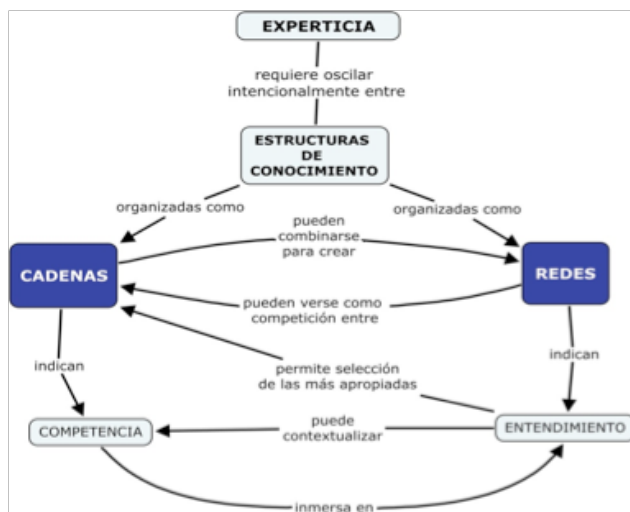 EXPERTICIA
requiere oscilar
intencionalmente entre
ESTRUCTURAS
DE
CONOCIMIENTO
organizadas como
organizadas como
pueden
combinarse
para crear
CADENAS
REDES
pueden verse como
competición entre
indican
indican
permite selección
de las más apropiadas
COMPETENCIA
puede
contextualizar
ENTENDIMIENTO
inmersa en